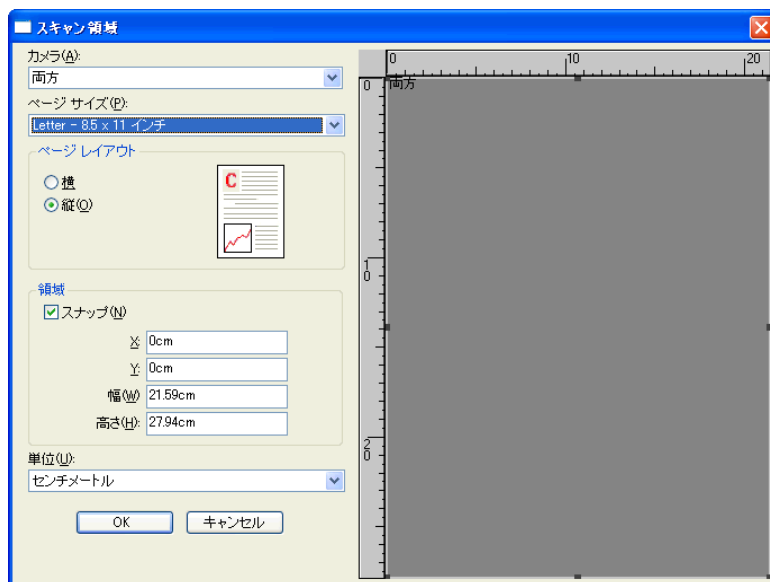 スキャン領域
カメラ(A):
両方
ページ サイズ(P):
Letter - 8.5 x 11 インチ
ページ レイアウト
横
縦(O)
C
領域
スナップ(N)
X: 0cm
Y: 0cm
幅(W) 21.59cm
高さ(H): 27.94cm
単位(U):
センチメートル
OK キャンセル
0 10 20
0 両方
10
20